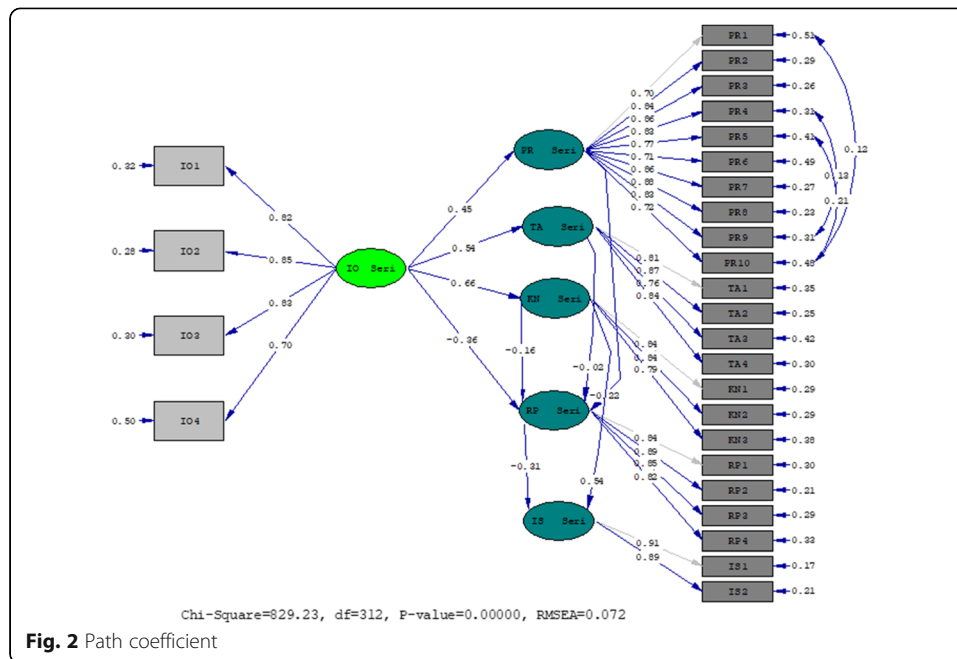 PR1 0.51
PR2 0.29
PR3 0.26
PR4 0.31
PR5 0.41
PR6 0.49
PR7 0.27
PR8 0.23
PR9 0.31
PR10 0.48
TA1 0.35
TA2 0.25
TA3 0.42
TA4 0.30
KN1 0.29
KN2 0.29
KN3 0.38
RP1 0.30
RP2 0.21
RP3 0.29
RP4 0.33
IS1 0.17
IS2 0.21
0.12
0.13
0.21
0.70
0.84
0.86
0.83
0.77
0.71
0.86
0.88
0.83
0.72
0.81
0.87
0.76
0.84
0.84
0.84
0.79
0.84
0.89
0.85
0.82
0.91
0.89
PR Seri
TA Seri
KN Seri
RP Seri
IS Seri
0.45
0.54
0.66
-0.36
-0.16
-0.02
-0.22
-0.31
0.54
IO Seri
0.82
0.85
0.83
0.70
0.32 IO1
0.28 IO2
0.30 IO3
0.50 IO4
Chi-Square=829.23, df=312, P-value=0.00000, RMSEA=0.072
Fig. 2 Path coefficient